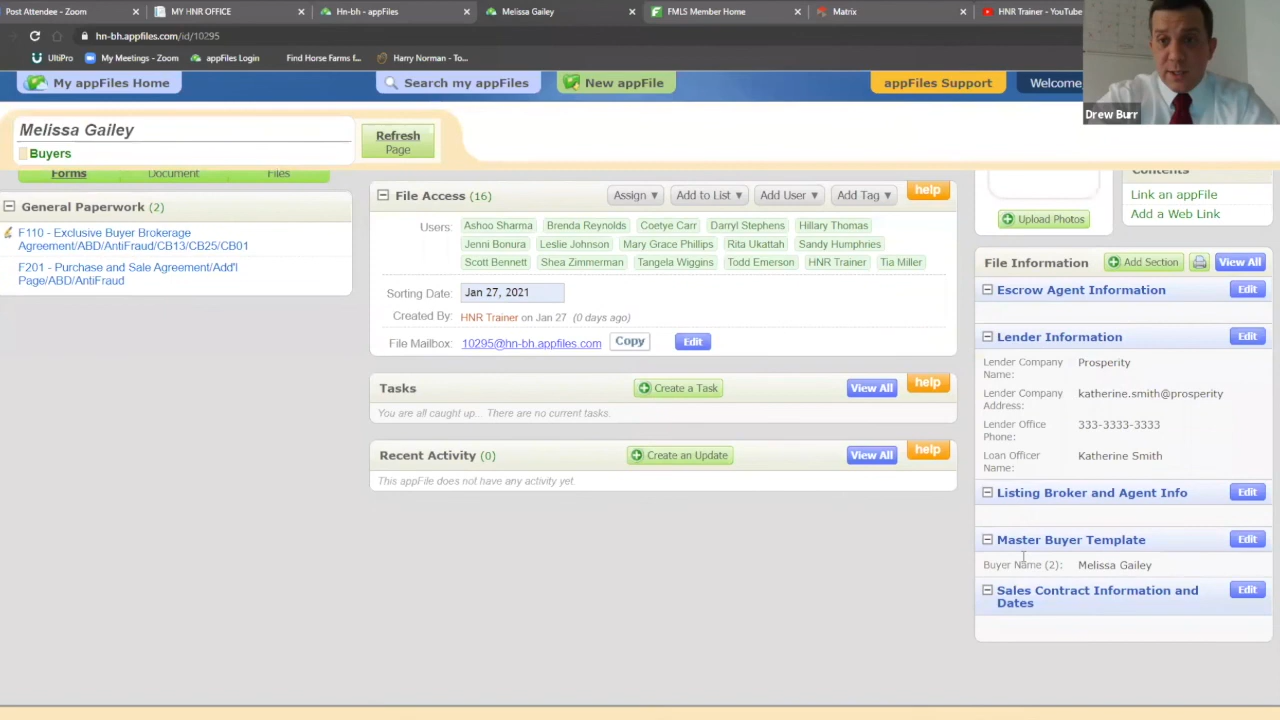 Post Attendee - Zoom
MY HNR OFFICE
Hn-bh - appFiles
Melissa Gailey
FMLS Member Home
Matrix
HNR Trainer - YouTube
hn-bh.appfiles.com/id/10295
UltiPro
My Meetings - Zoom
appFiles Login
Find Horse Farms f...
Harry Norman - To...
My appFiles Home
Search my appFiles
New appFile
appFiles Support
Welcome
Drew Burr
Melissa Gailey
Buyers
Refresh
Page
Forms
Document
Files
General Paperwork (2)
F110 - Exclusive Buyer Brokerage
Agreement/ABD/AntiFraud/CB13/CB25/CB01
F201 - Purchase and Sale Agreement/Add'l
Page/ABD/AntiFraud
File Access (16)
Assign ▼
Add to List ▼
Add User ▼
Add Tag ▼
help
Users:
Ashoo Sharma
Brenda Reynolds
Coetye Carr
Darryl Stephens
Hillary Thomas
Jenni Bonura
Leslie Johnson
Mary Grace Phillips
Rita Ukattah
Sandy Humphries
Scott Bennett
Shea Zimmerman
Tangela Wiggins
Todd Emerson
HNR Trainer
Tia Miller
Sorting Date:
Jan 27, 2021
Created By:
HNR Trainer on Jan 27 (0 days ago)
File Mailbox:
10295@hn-bh.appfiles.com
Copy
Edit
Tasks
Create a Task
View All
help
You are all caught up... There are no current tasks.
Recent Activity (0)
Create an Update
View All
help
This appFile does not have any activity yet.
Upload Photos
Contents
Link an appFile
Add a Web Link
File Information
Add Section
View All
Escrow Agent Information
Edit
Lender Information
Edit
Lender Company
Name:
Prosperity
Lender Company
Address:
katherine.smith@prosperity
Lender Office
Phone:
333-3333-3333
Loan Officer
Name:
Katherine Smith
Listing Broker and Agent Info
Edit
Master Buyer Template
Edit
Buyer Name (2):
Melissa Gailey
Sales Contract Information and
Dates
Edit